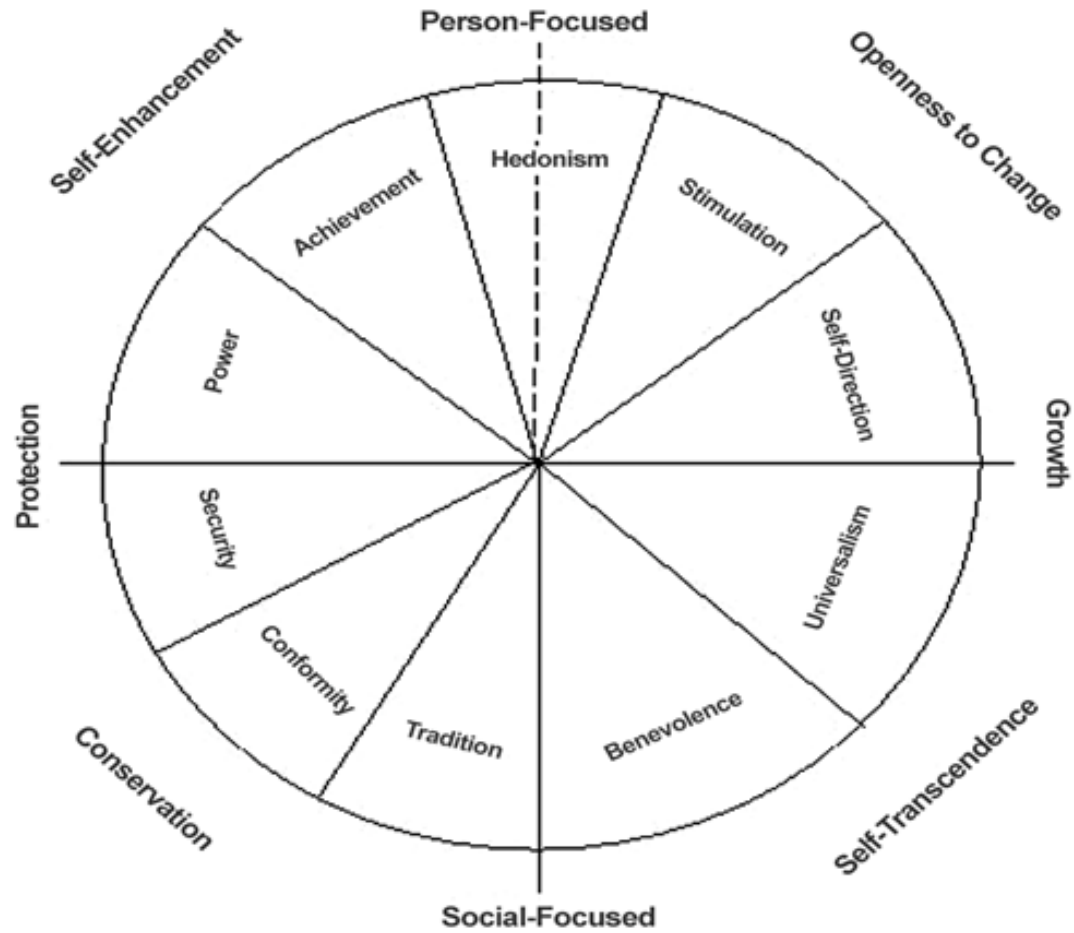 Person-Focused
Self-Enhancement
Openness to Change
Hedonism
Achievement
Stimulation
Power
Self-Direction
Protection
Growth
Security
Universalism
Conformity
Tradition
Benevolence
Conservation
Self-Transcendence
Social-Focused